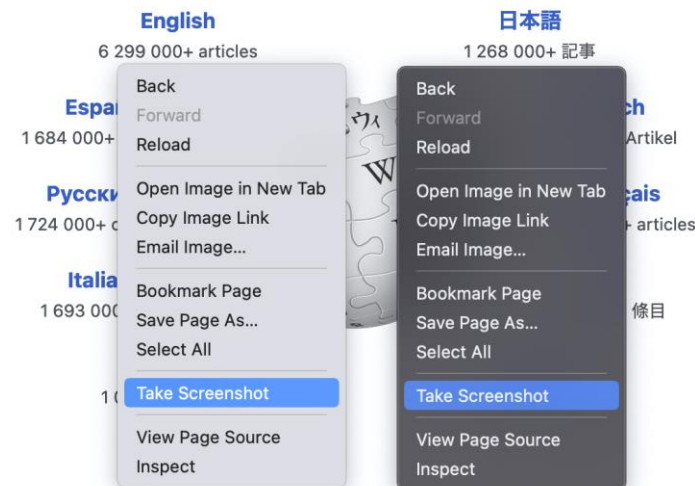 English
6 299 000+ articles
日本語
1 268 000+ 記事
1 684 000+
Artikel
1 724 000+
articles
1 693 000
條目
Back
Forward
Reload
Open Image in New Tab
Copy Image Link
Email Image...
Bookmark Page
Save Page As...
Select All
Take Screenshot
View Page Source
Inspect
Back
Forward
Reload
Open Image in New Tab
Copy Image Link
Email Image...
Bookmark Page
Save Page As...
Select All
Take Screenshot
View Page Source
Inspect